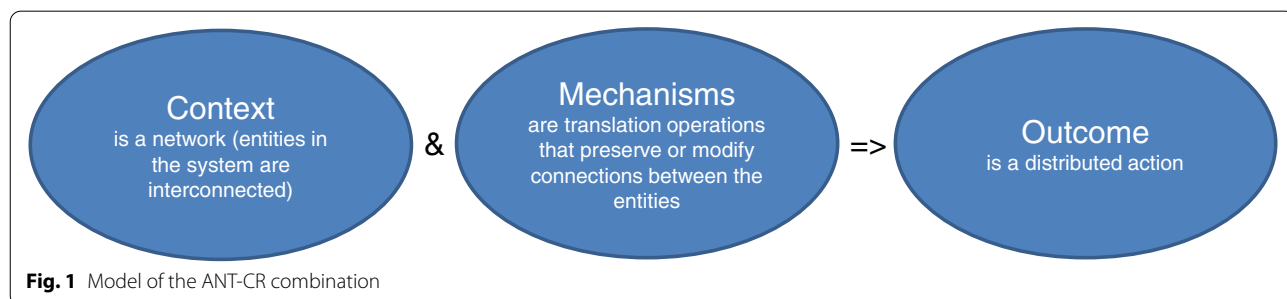 Context
is a network (entities in
the system are
interconnected)
&
Mechanisms
are translation operations
that preserve or modify
connections between the
entities
=>
Outcome
is a distributed action
Fig. 1 Model of the ANT-CR combination